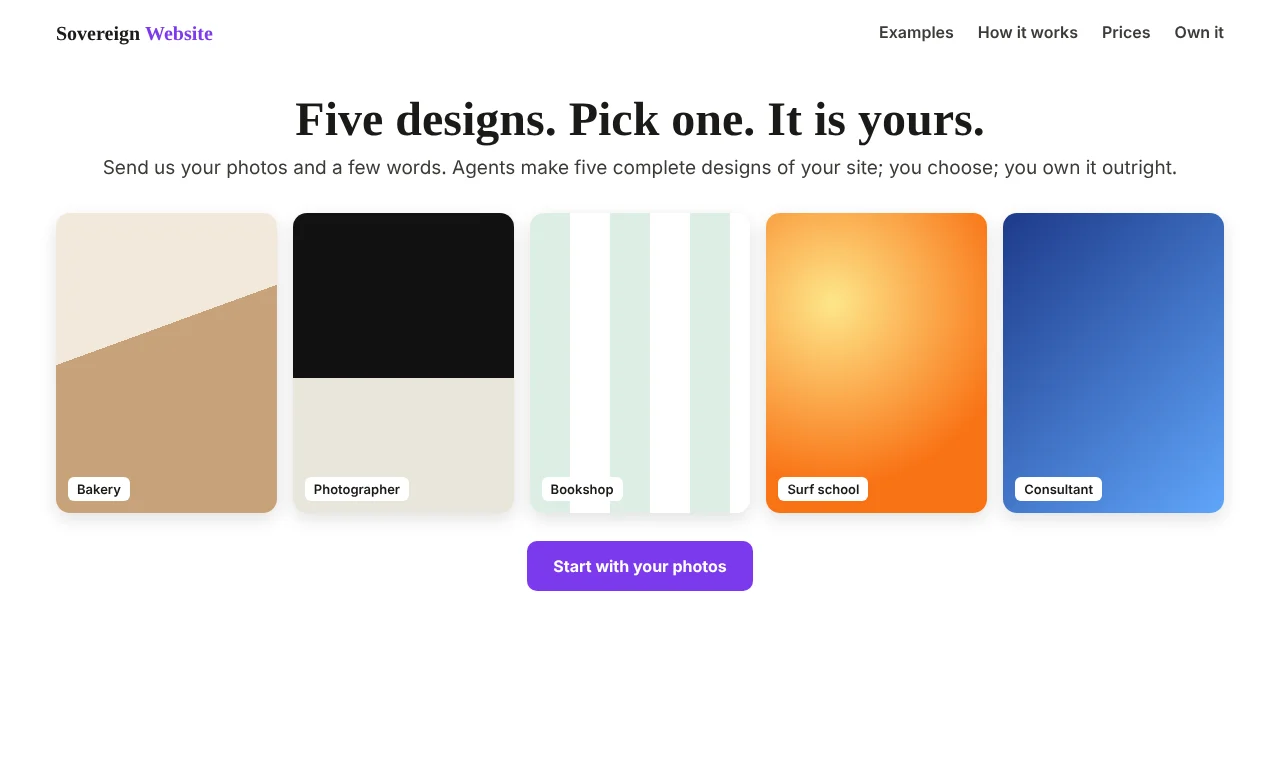 Sovereign Website
Examples
How it works
Prices
Own it
Five designs. Pick one. It is yours.
Send us your photos and a few words. Agents make five complete designs of your site; you choose; you own it outright.
Bakery
Photographer
Bookshop
Surf school
Consultant
Start with your photos